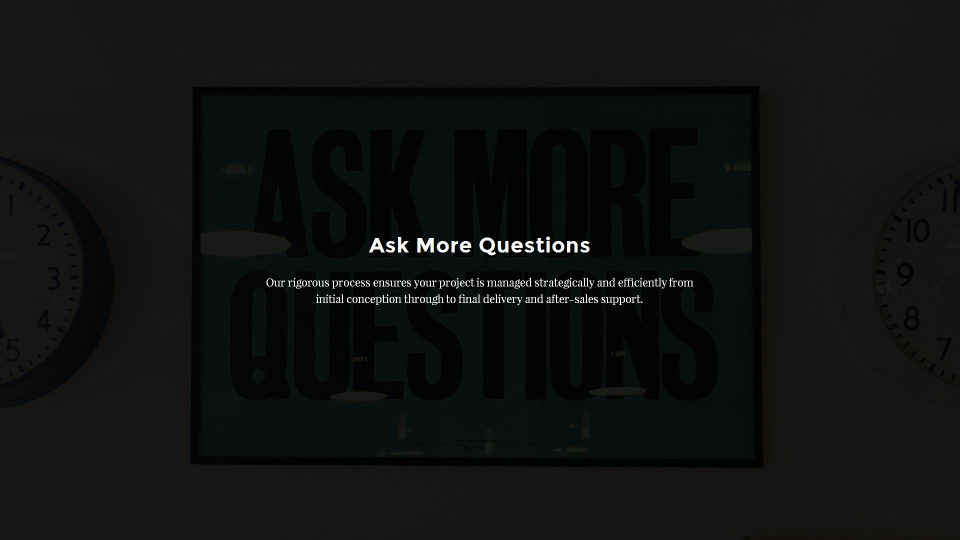 ASK MORE
QUESTIONS
Ask More Questions
Our rigorous process ensures your project is managed strategically and efficiently from
initial conception through to final delivery and after-sales support.
1
2
3
4
5
11
10
9
8
7